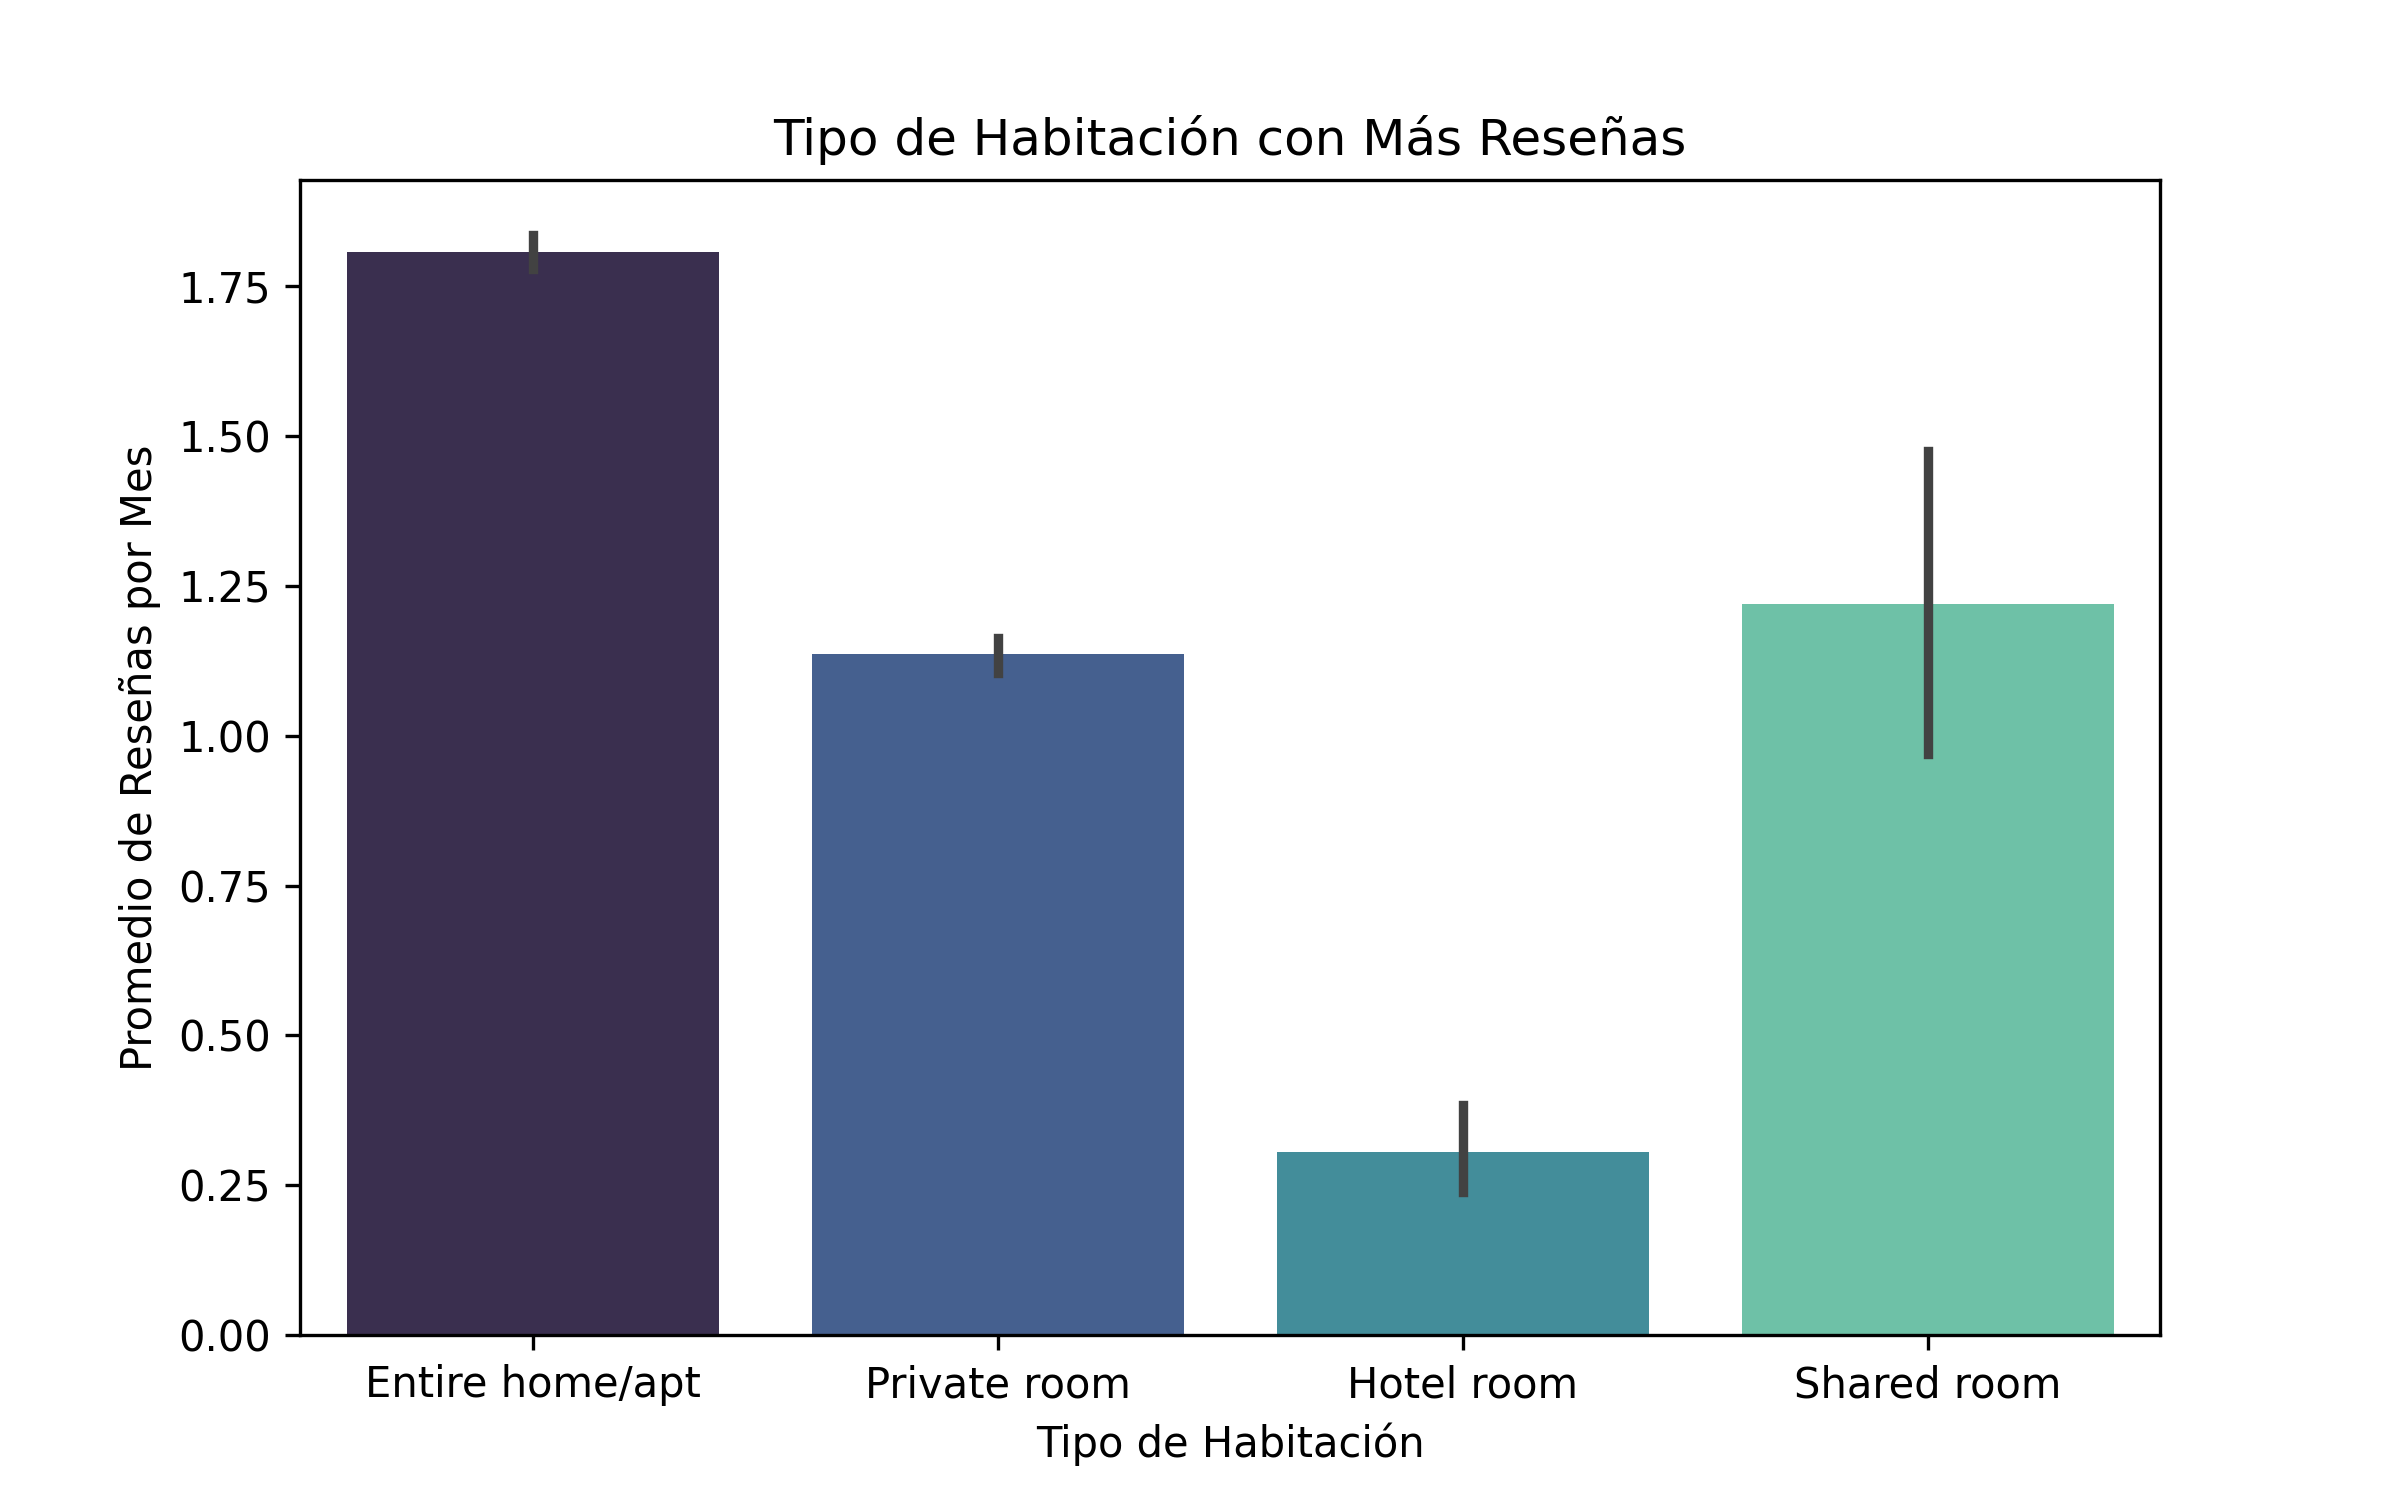 Tipo de Habitación con Más Reseñas
Promedio de Reseñas por Mes
1.75
1.50
1.25
1.00
0.75
0.50
0.25
0.00
Entire home/apt
Private room
Hotel room
Shared room
Tipo de Habitación